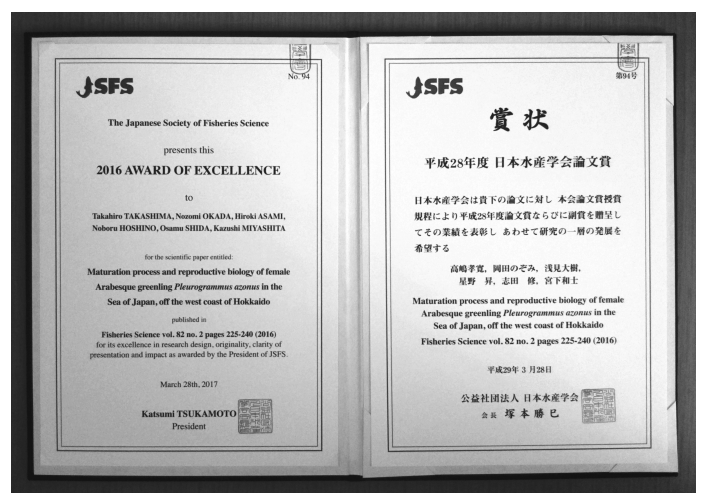 No. 94
JSFS
The Japanese Society of Fisheries Science
presents this
2016 AWARD OF EXCELLENCE
to
Takahiro TAKASHIMA, Nozomi OKADA, Hiroki ASAMI,
Noboru HOSHINO, Osamu SHIDA, Kazushi MIYASHITA
for the scientific paper entitled:
Maturation process and reproductive biology of female
Arabesque greenling Pleurogrammus azonus in the
Sea of Japan, off the west coast of Hokkaido
published in
Fisheries Science vol. 82 no. 2 pages 225-240 (2016)
for its excellence in research design, originality, clarity of
presentation and impact as awarded by the President of JSFS.
March 28th, 2017
Katsumi TSUKAMOTO
President
第94号
JSFS
賞状
平成28年度 日本水産学会論文賞
日本水産学会は貴下の論文に対し 本会論文賞授賞
規程により平成28年度論文賞ならびに副賞を贈呈し
てその業績を表彰し あわせて研究の一層の発展を
希望する
高嶋孝寛, 岡田のぞみ, 浅見大樹,
星野 昇, 志田 修, 宮下和士
Maturation process and reproductive biology of female
Arabesque greenling Pleurogrammus azonus in the
Sea of Japan, off the west coast of Hokkaido
Fisheries Science vol. 82 no. 2 pages 225-240 (2016)
平成29年 3 月28日
公益社団法人 日本水産学会
会長 塚本勝巳